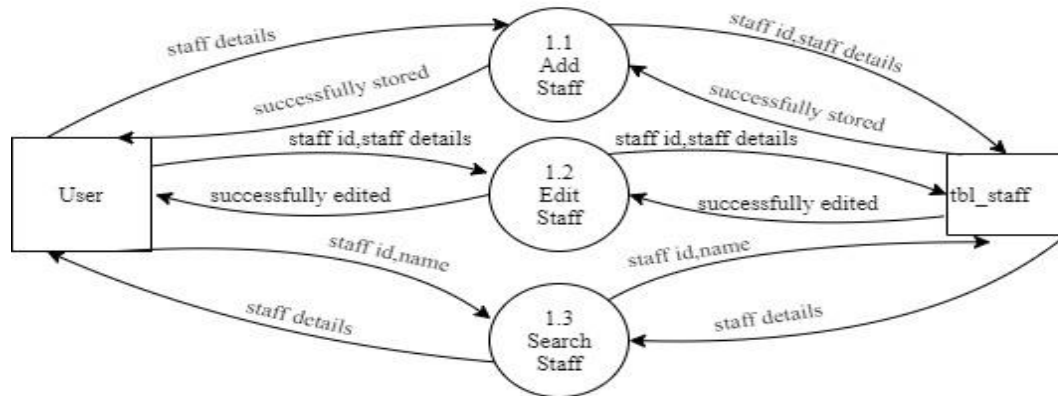 staff details
1.1
Add
Staff
staff id,staff details
successfully stored
successfully stored
staff id,staff details
staff id,staff details
User
1.2
Edit
Staff
tbl_staff
successfully edited
successfully edited
staff id,name
staff id,name
staff details
1.3
Search
Staff
staff details